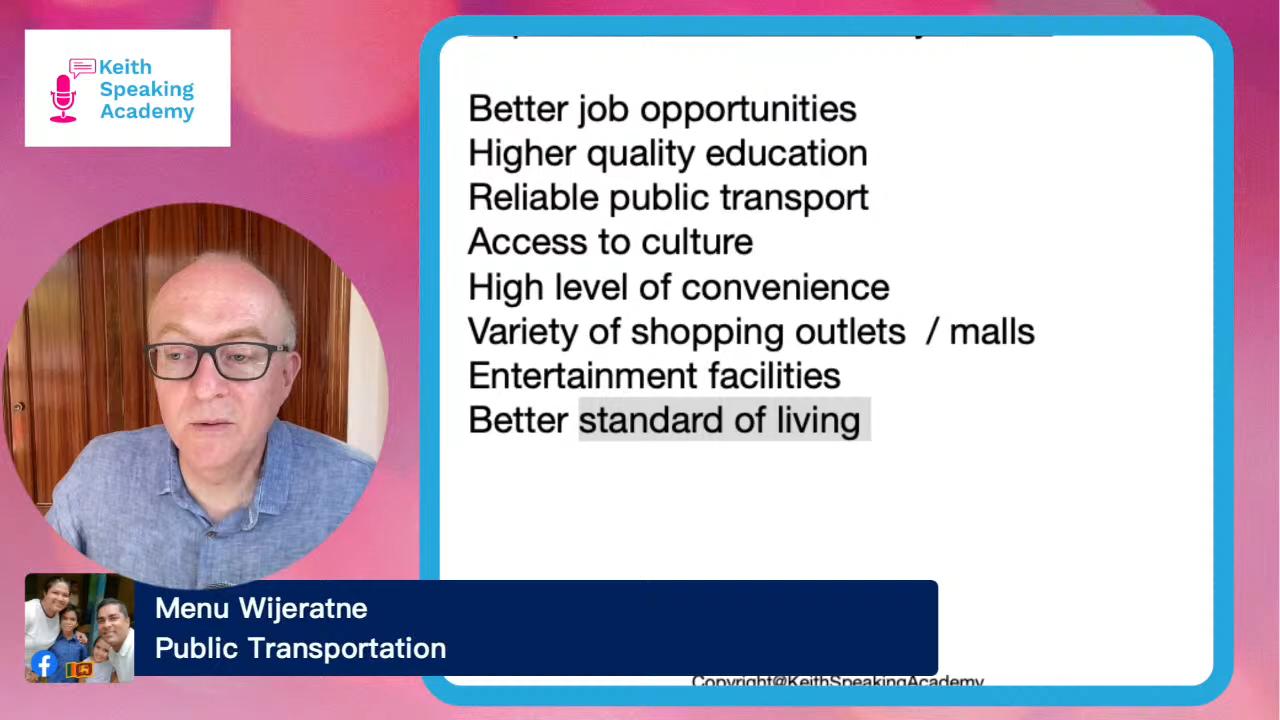 Keith
Speaking
Academy
Better job opportunities
Higher quality education
Reliable public transport
Access to culture
High level of convenience
Variety of shopping outlets / malls
Entertainment facilities
Better standard of living
Menu Wijeratne
Public Transportation
Copyright@KeithSpeakingAcademy